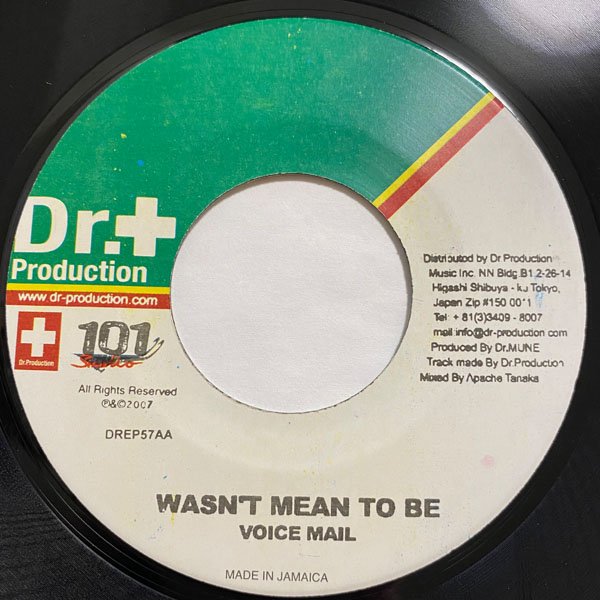 Dr.
Production
www.dr-production.com
Dr.Production
101
Studio
All Rights Reserved
℗&©2007
DREP57AA
Distributed by Dr Production
Music Inc. NN Bldg.B1 2-26-14
Higashi Shibuya - ku Tokyo,
Japan Zip #150 0011
Tel: + 81(3)3409 - 8007
mail:info@dr-production com
Produced By Dr.MUNE
Track made By Dr.Production
Mixed By Apache Tanaka
WASN'T MEAN TO BE
VOICE MAIL
MADE IN JAMAICA